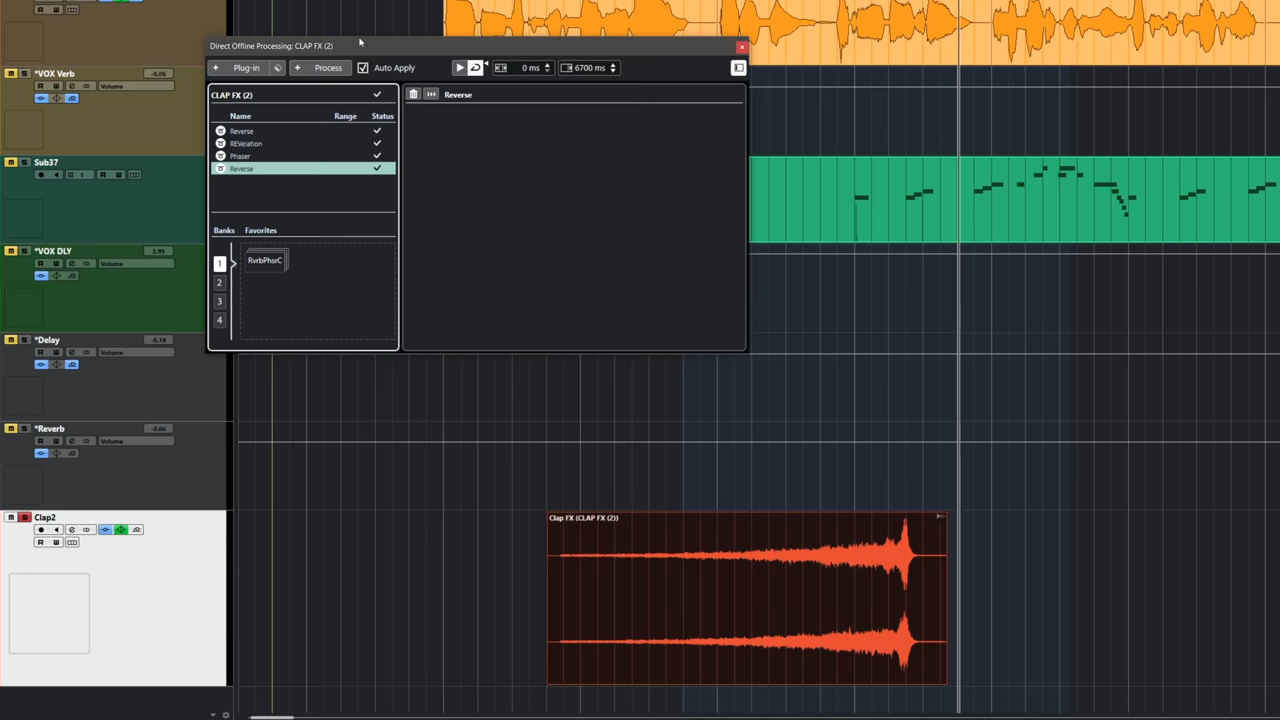 Direct Offline Processing: CLAP FX (2)
+ Plug-in + Process Auto Apply 0 ms 6700 ms
CLAP FX (2)
Reverse
Name Range Status
Reverse
REVelation
Phaser
Reverse
Banks Favorites
1 RvrbPhsrC
2
3
4
R W
*VOX Verb -0.06
m S R W Volume
Sub37
m S 1 R W
*VOX DLY 3.99
m S R W Volume
*Delay -0.18
m S R W Volume
*Reverb -0.06
m S R W Volume
Clap2
m S
R W
Clap FX (CLAP FX (2))